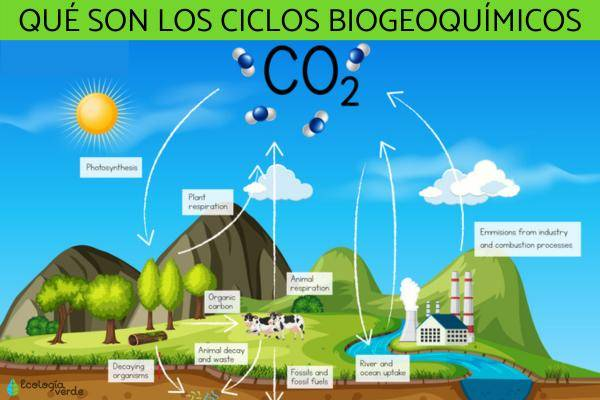 QUÉ SON LOS CICLOS BIOGEOQUÍMICOS
CO2
Photosynthesis
Plant
respiration
Emmisions from industry
and combustion processes
Animal
respiration
Organic
carbon
Animal decay
and waste
Decaying
organisms
Fossils and
fossil fuels
River and
ocean uptake
Ecología
verde